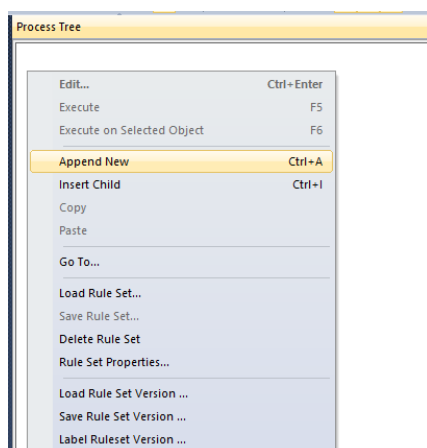 Process Tree
Edit... Ctrl+Enter
Execute F5
Execute on Selected Object F6
Append New Ctrl+A
Insert Child Ctrl+I
Copy
Paste
Go To...
Load Rule Set...
Save Rule Set...
Delete Rule Set
Rule Set Properties...
Load Rule Set Version ...
Save Rule Set Version ...
Label Ruleset Version ...